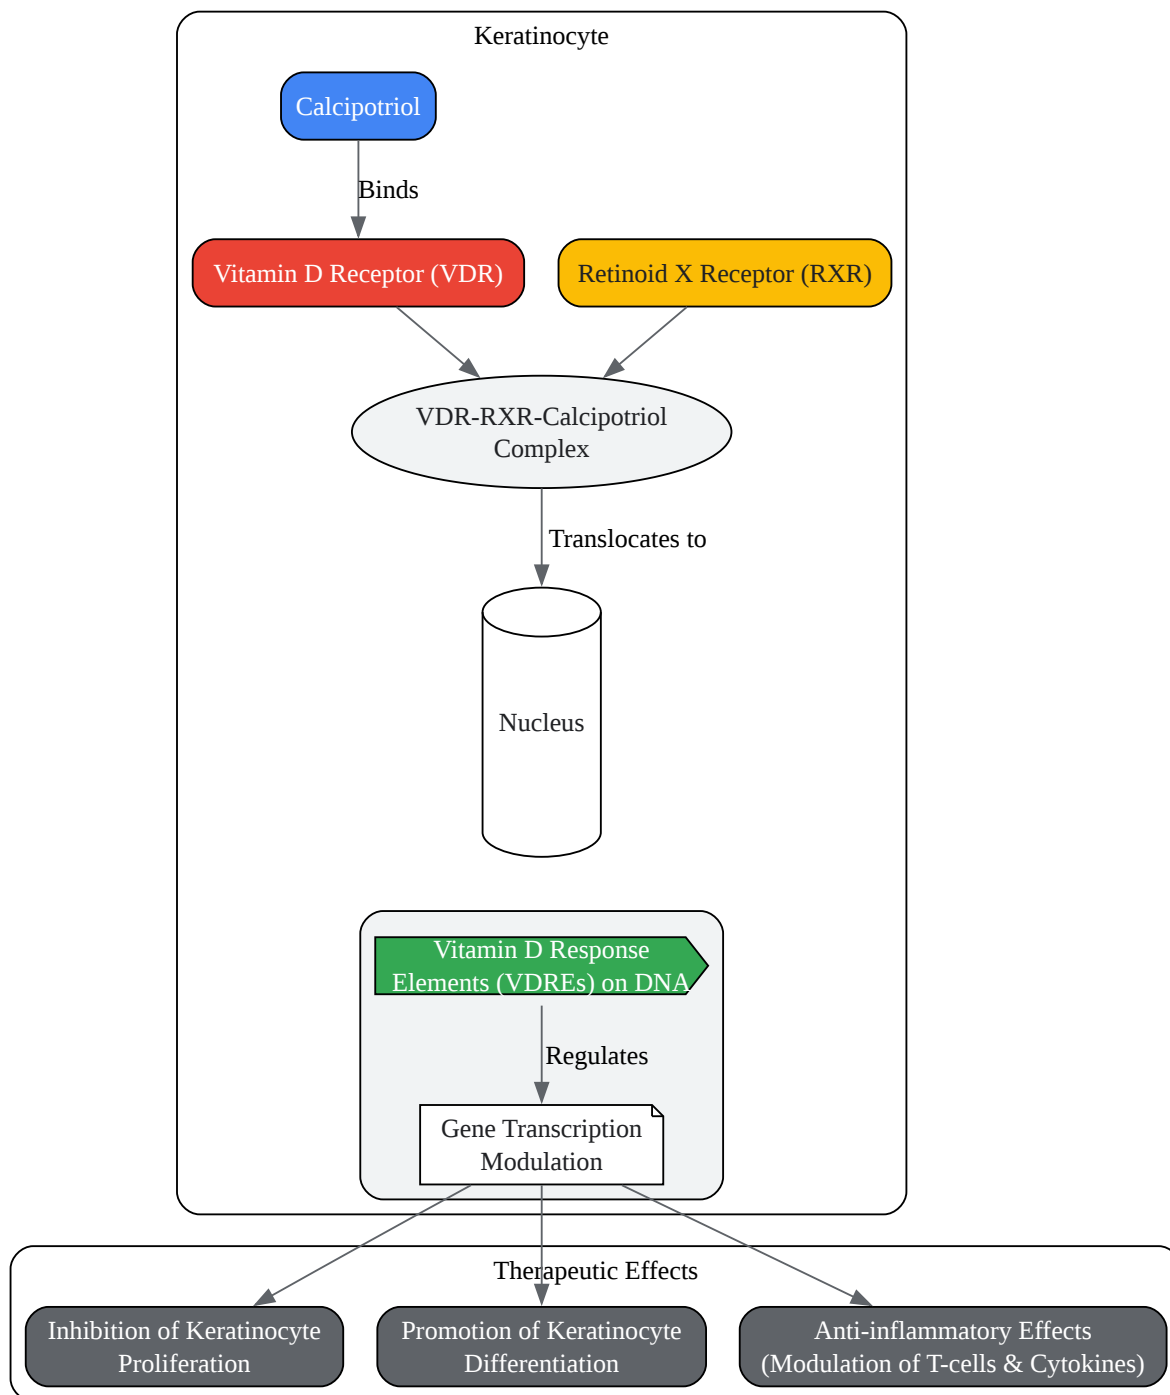 Keratinocyte
Calcipotriol
Binds
Vitamin D Receptor (VDR)
Retinoid X Receptor (RXR)
VDR-RXR-Calcipotriol
Complex
Translocates to
Nucleus
Vitamin D Response
Elements (VDREs) on DNA
Regulates
Gene Transcription
Modulation
Therapeutic Effects
Inhibition of Keratinocyte
Proliferation
Promotion of Keratinocyte
Differentiation
Anti-inflammatory Effects
(Modulation of T-cells & Cytokines)